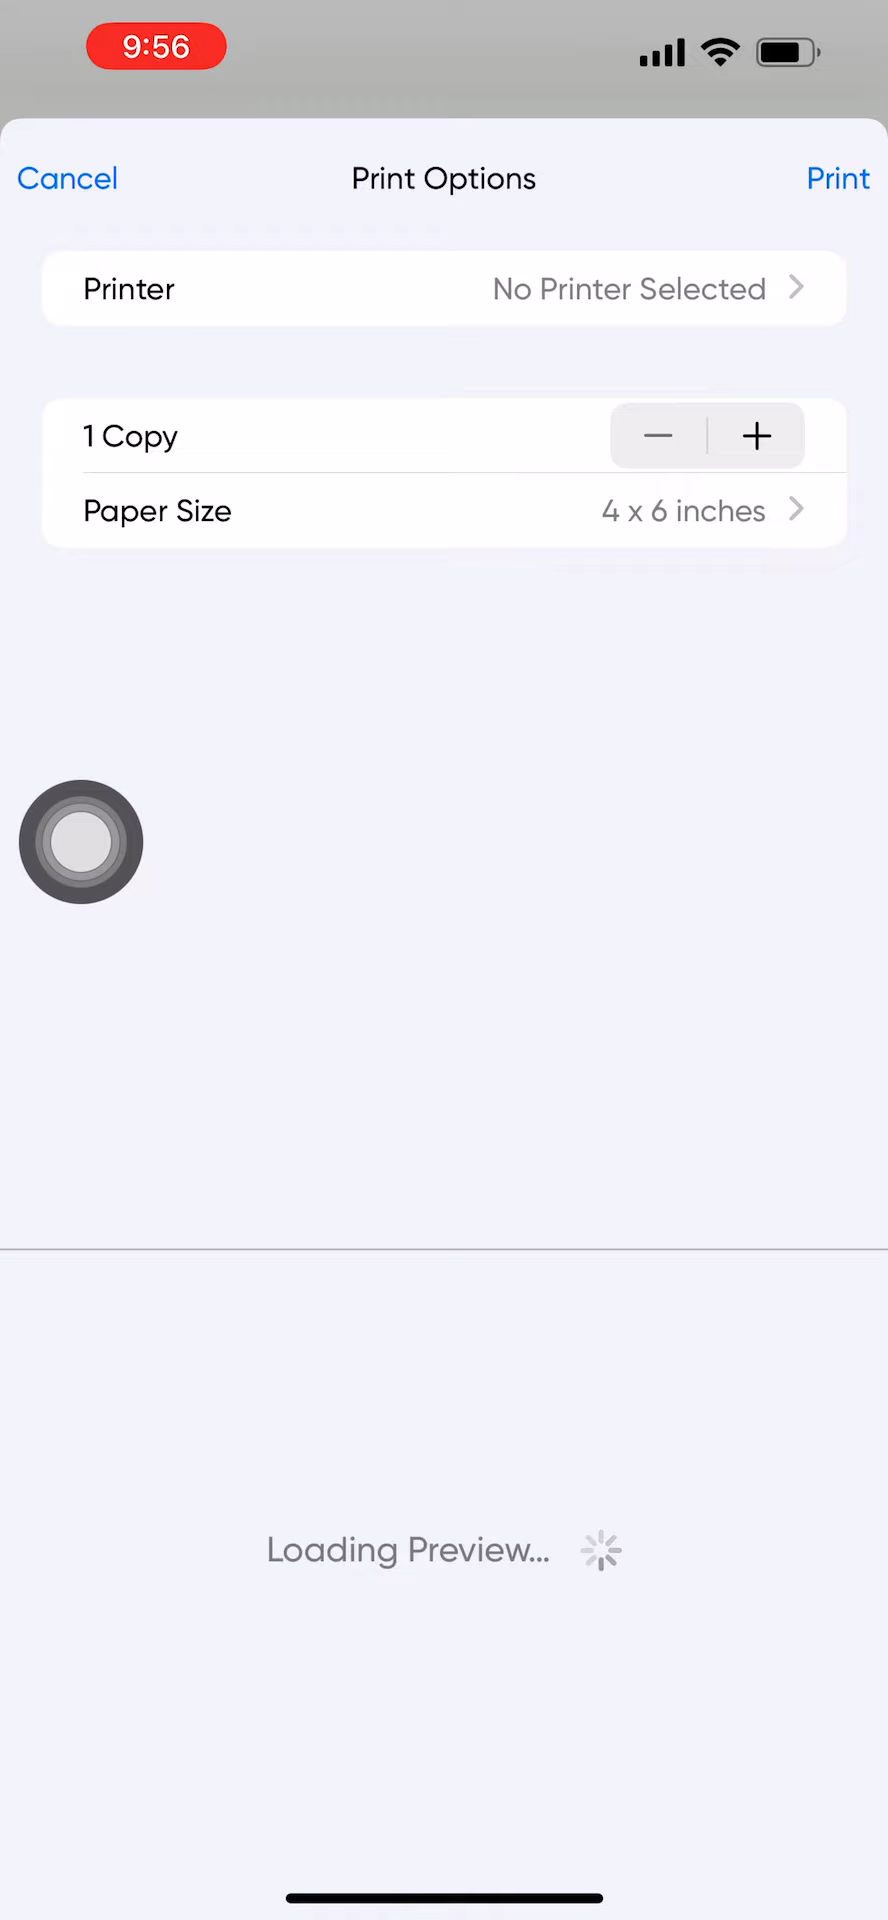 9:56
Cancel Print Options Print
Printer No Printer Selected
1 Copy
Paper Size 4 x 6 inches
Loading Preview...